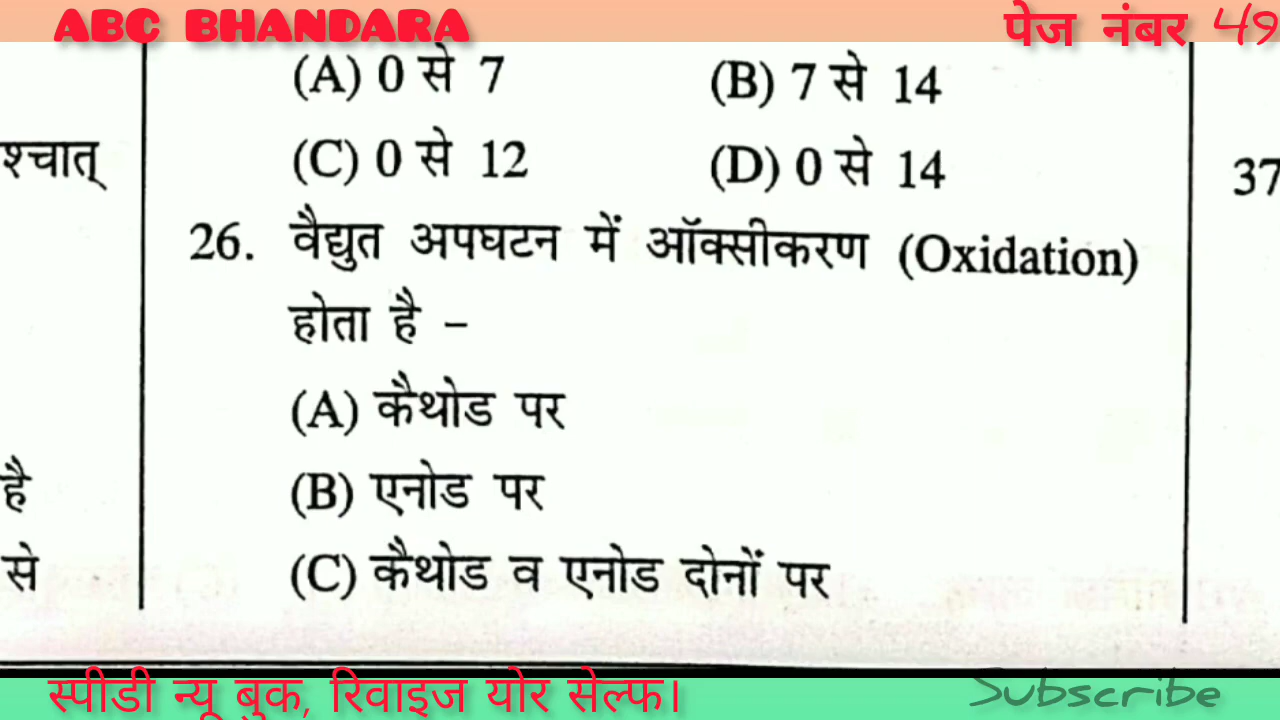 ABC BHANDARA
पेज नंबर 49
(A) 0 से 7 (B) 7 से 14
श्चात्
(C) 0 से 12 (D) 0 से 14
37
26. वैद्युत अपघटन में ऑक्सीकरण (Oxidation)
होता है –
(A) कैथोड पर
है
(B) एनोड पर
से
(C) कैथोड व एनोड दोनों पर
स्पीडी न्यू बुक, रिवाइज योर सेल्फ।
Subscribe